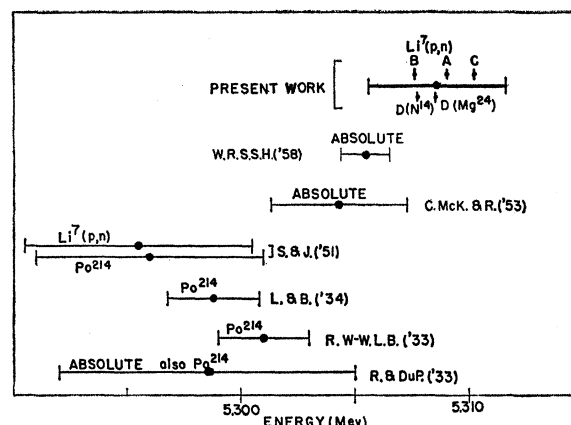 Li⁷(p,n)
B A C
PRESENT WORK
D(N¹⁴) D(Mg²⁴)
ABSOLUTE
W.R.S.S.H.('58)
ABSOLUTE
C.McK.&R.('53)
Li⁷(p,n)
Po²¹⁴
S.&J.('51)
Po²¹⁴
L.&B.('34)
Po²¹⁴
R.W-W.L.B.('33)
ABSOLUTE also Po²¹⁴
R.&DuP.('33)
5.300 5.310
ENERGY (Mev)